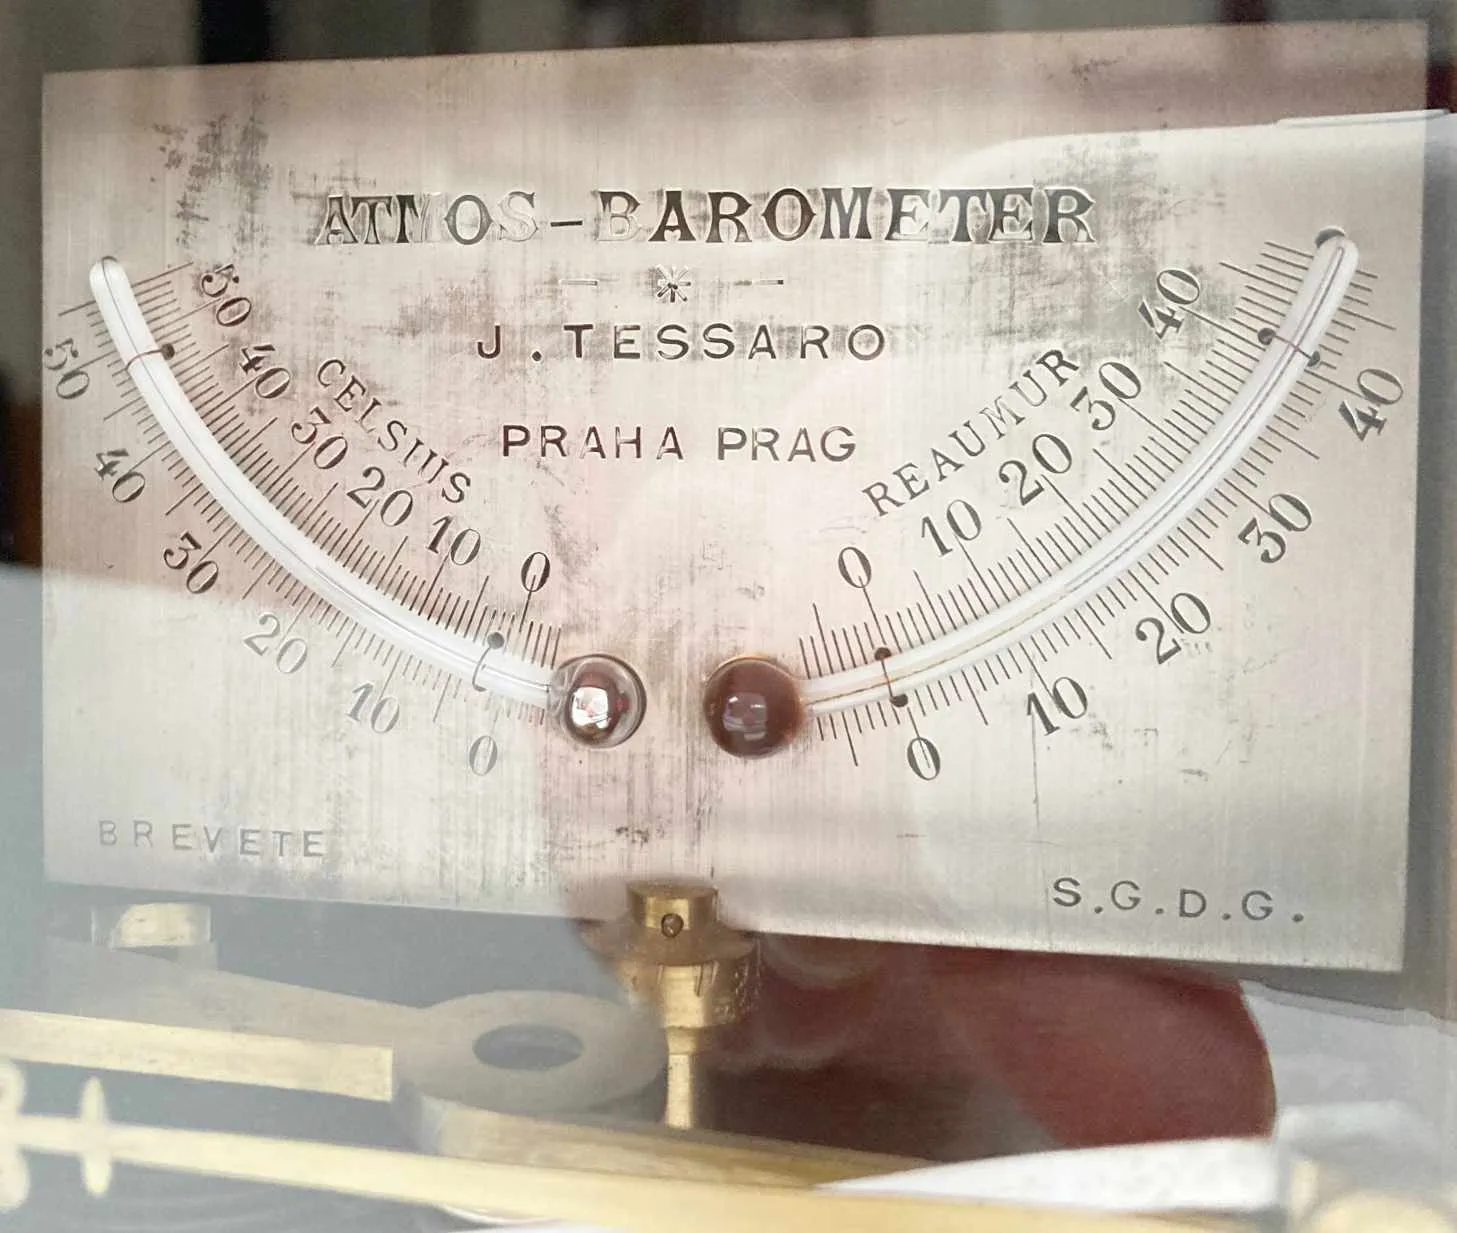 ATMOS-BAROMETER
- * -
J. TESSARO
PRAHA PRAG
CELSIUS
50 40 30 20 10 0
50 40 30 20 10 0
REAUMUR
0 10 20 30 40
0 10 20 30 40
BREVETE
S.G.D.G.